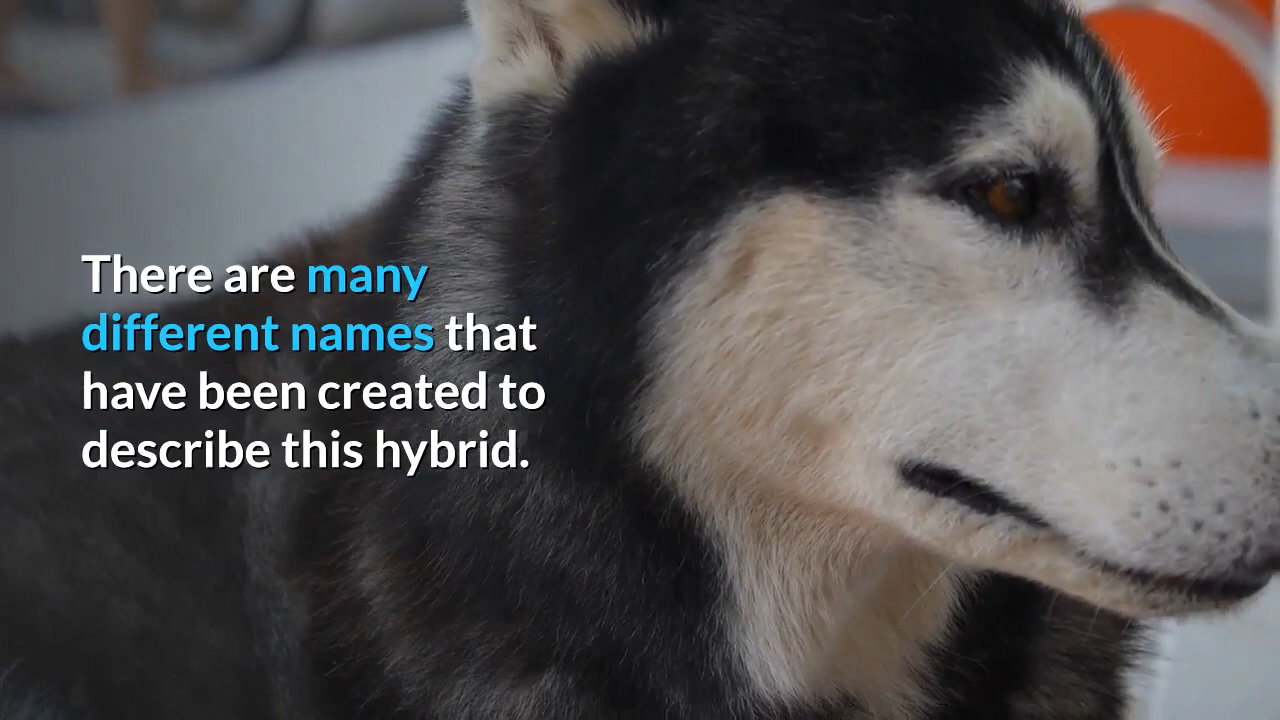 There are many
different names that
have been created to
describe this hybrid.